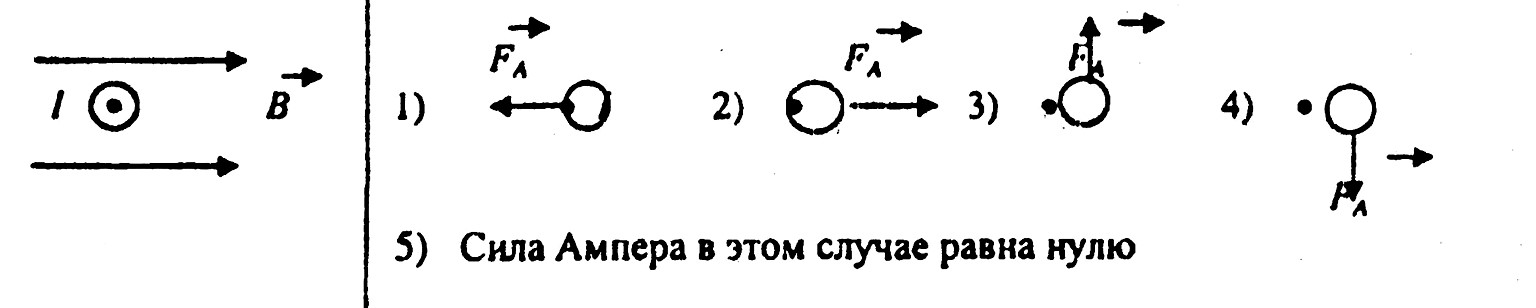 I B 1) F_A 2) F_A 3) F_A 4) F_A
5) Сила Ампера в этом случае равна нулю